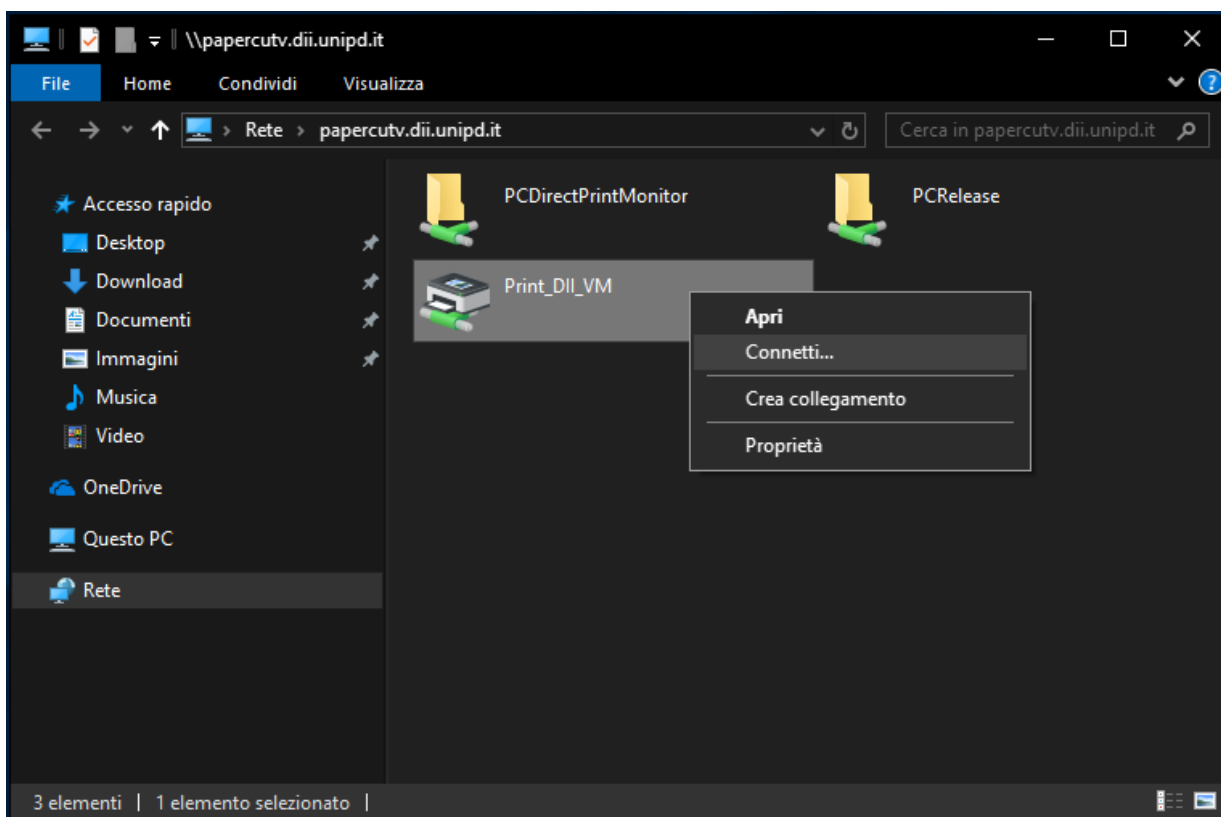 \\papercutv.dii.unipd.it
File Home Condividi Visualizza
Rete papercutv.dii.unipd.it Cerca in papercutv.dii.unipd.it
Accesso rapido
Desktop
Download
Documenti
Immagini
Musica
Video
OneDrive
Questo PC
Rete
PCDirectPrintMonitor PCRelease
Print_DII_VM
Apri
Connetti...
Crea collegamento
Proprietà
3 elementi 1 elemento selezionato